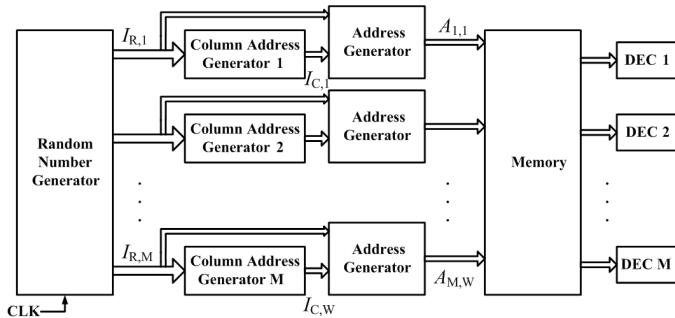 Random
Number
Generator
CLK
I_R,1
Column Address
Generator 1
I_C,1
Address
Generator
A_1,1
Column Address
Generator 2
Address
Generator
I_R,M
Column Address
Generator M
I_C,W
Address
Generator
A_M,W
Memory
DEC 1
DEC 2
DEC M